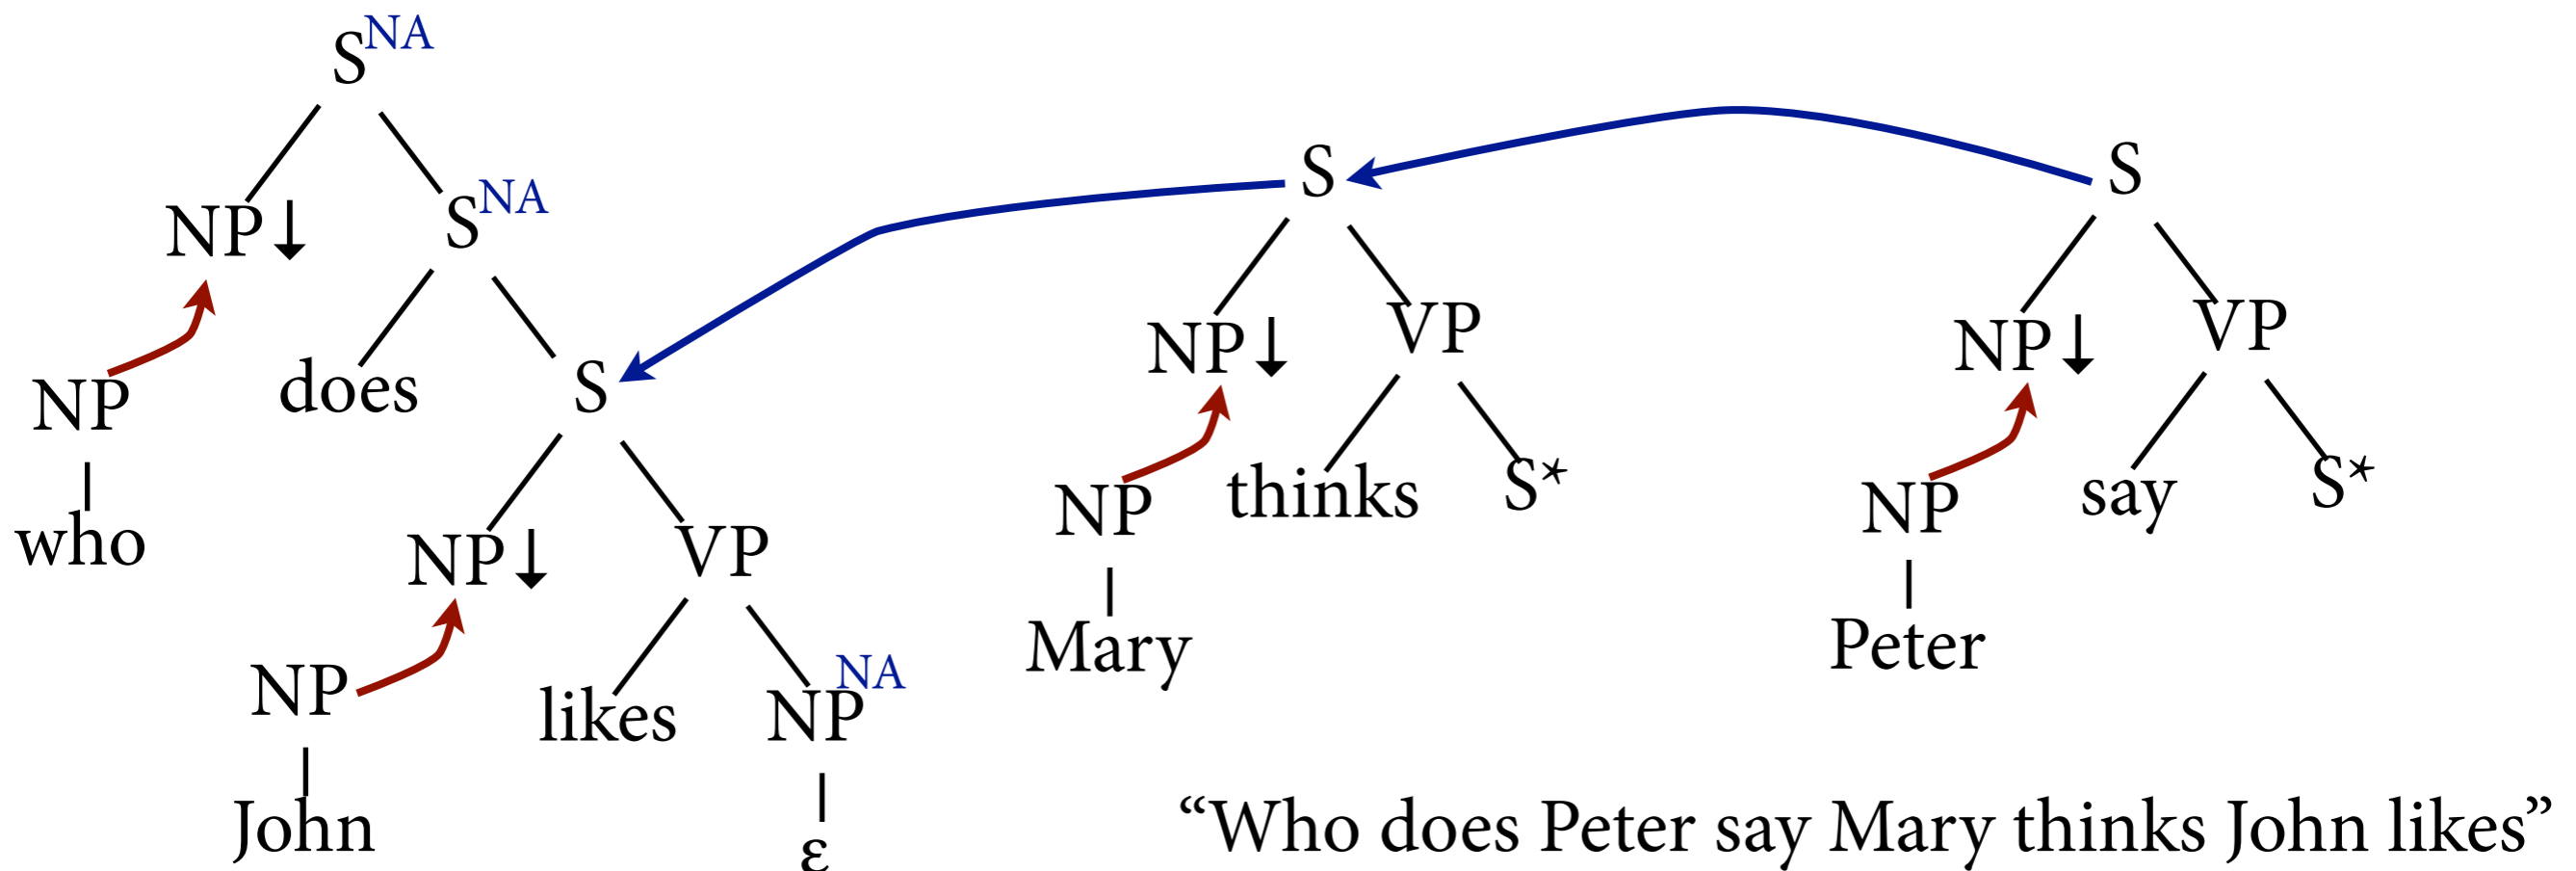 S^NA
NP↓ S^NA
NP
who
does S
NP↓ VP
NP
John
likes NP^NA
ε
S
NP↓ VP
NP
Mary
thinks S*
S
NP↓ VP
NP
Peter
say S*
“Who does Peter say Mary thinks John likes”